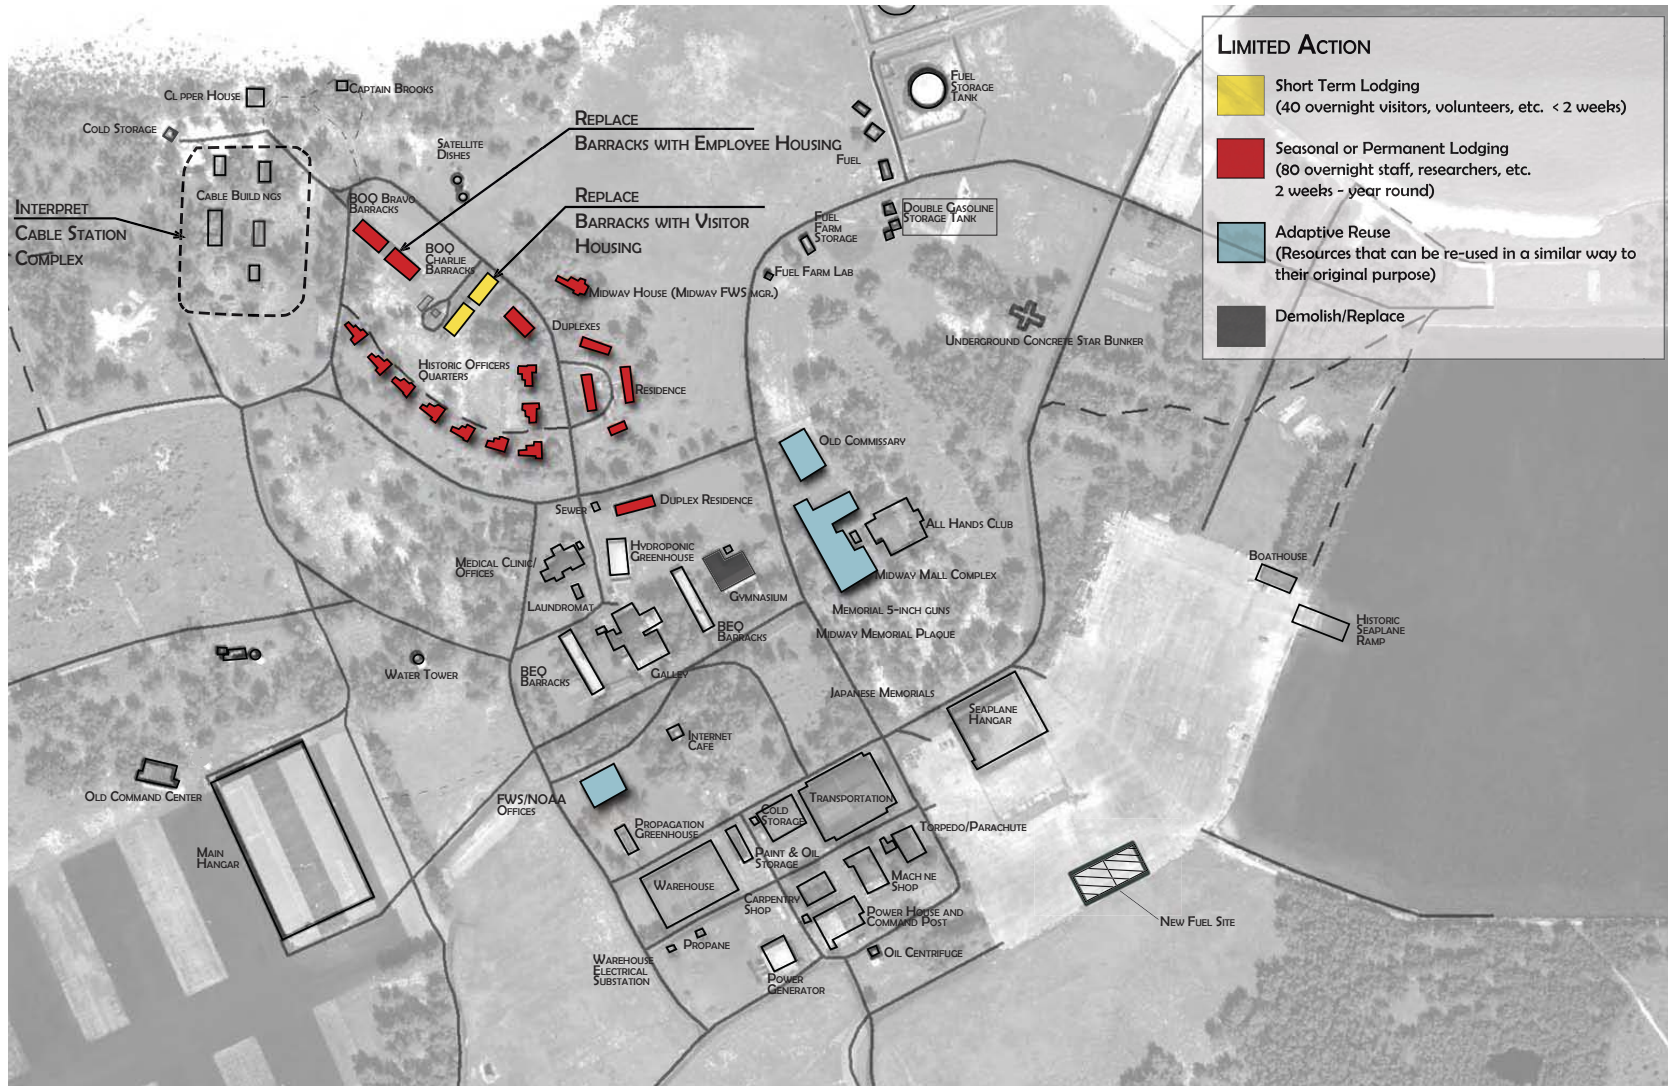 Limited Action
Short Term Lodging
(40 overnight visitors, volunteers, etc. < 2 weeks)
Seasonal or Permanent Lodging
(80 overnight staff, researchers, etc.
2 weeks - year round)
Adaptive Reuse
(Resources that can be re-used in a similar way to
their original purpose)
Demolish/Replace
Clipper House
Captain Brooks
Cold Storage
Cable Buildings
Interpret
Cable Station
Complex
Satellite
Dishes
BOQ Bravo
Barracks
BOQ
Charlie
Barracks
Replace
Barracks with Employee Housing
Replace
Barracks with Visitor
Housing
Midway House (Midway FWS mgr.)
Duplexes
Historic Officers
Quarters
Residence
Fuel
Storage
Tank
Fuel
Double Gasoline
Storage Tank
Fuel
Farm
Storage
Fuel Farm Lab
Underground Concrete Star Bunker
Old Commissary
All Hands Club
Midway Mall Complex
Memorial 5-inch guns
Midway Memorial Plaque
Japanese Memorials
Sewer
Duplex Residence
Medical Clinic/
Offices
Hydroponic
Greenhouse
Gymnasium
Laundromat
BEQ
Barracks
BEQ
Barracks
Galley
Water Tower
Internet
Cafe
Boathouse
Historic
Seaplane
Ramp
Seaplane
Hangar
Old Command Center
Main
Hangar
FWS/NOAA
Offices
Propagation
Greenhouse
Cold
Storage
Transportation
Torpedo/Parachute
Paint & Oil
Storage
Warehouse
Carpentry
Shop
Machine
Shop
Power House and
Command Post
Oil Centrifuge
Propane
Warehouse
Electrical
Substation
Power
Generator
New Fuel Site